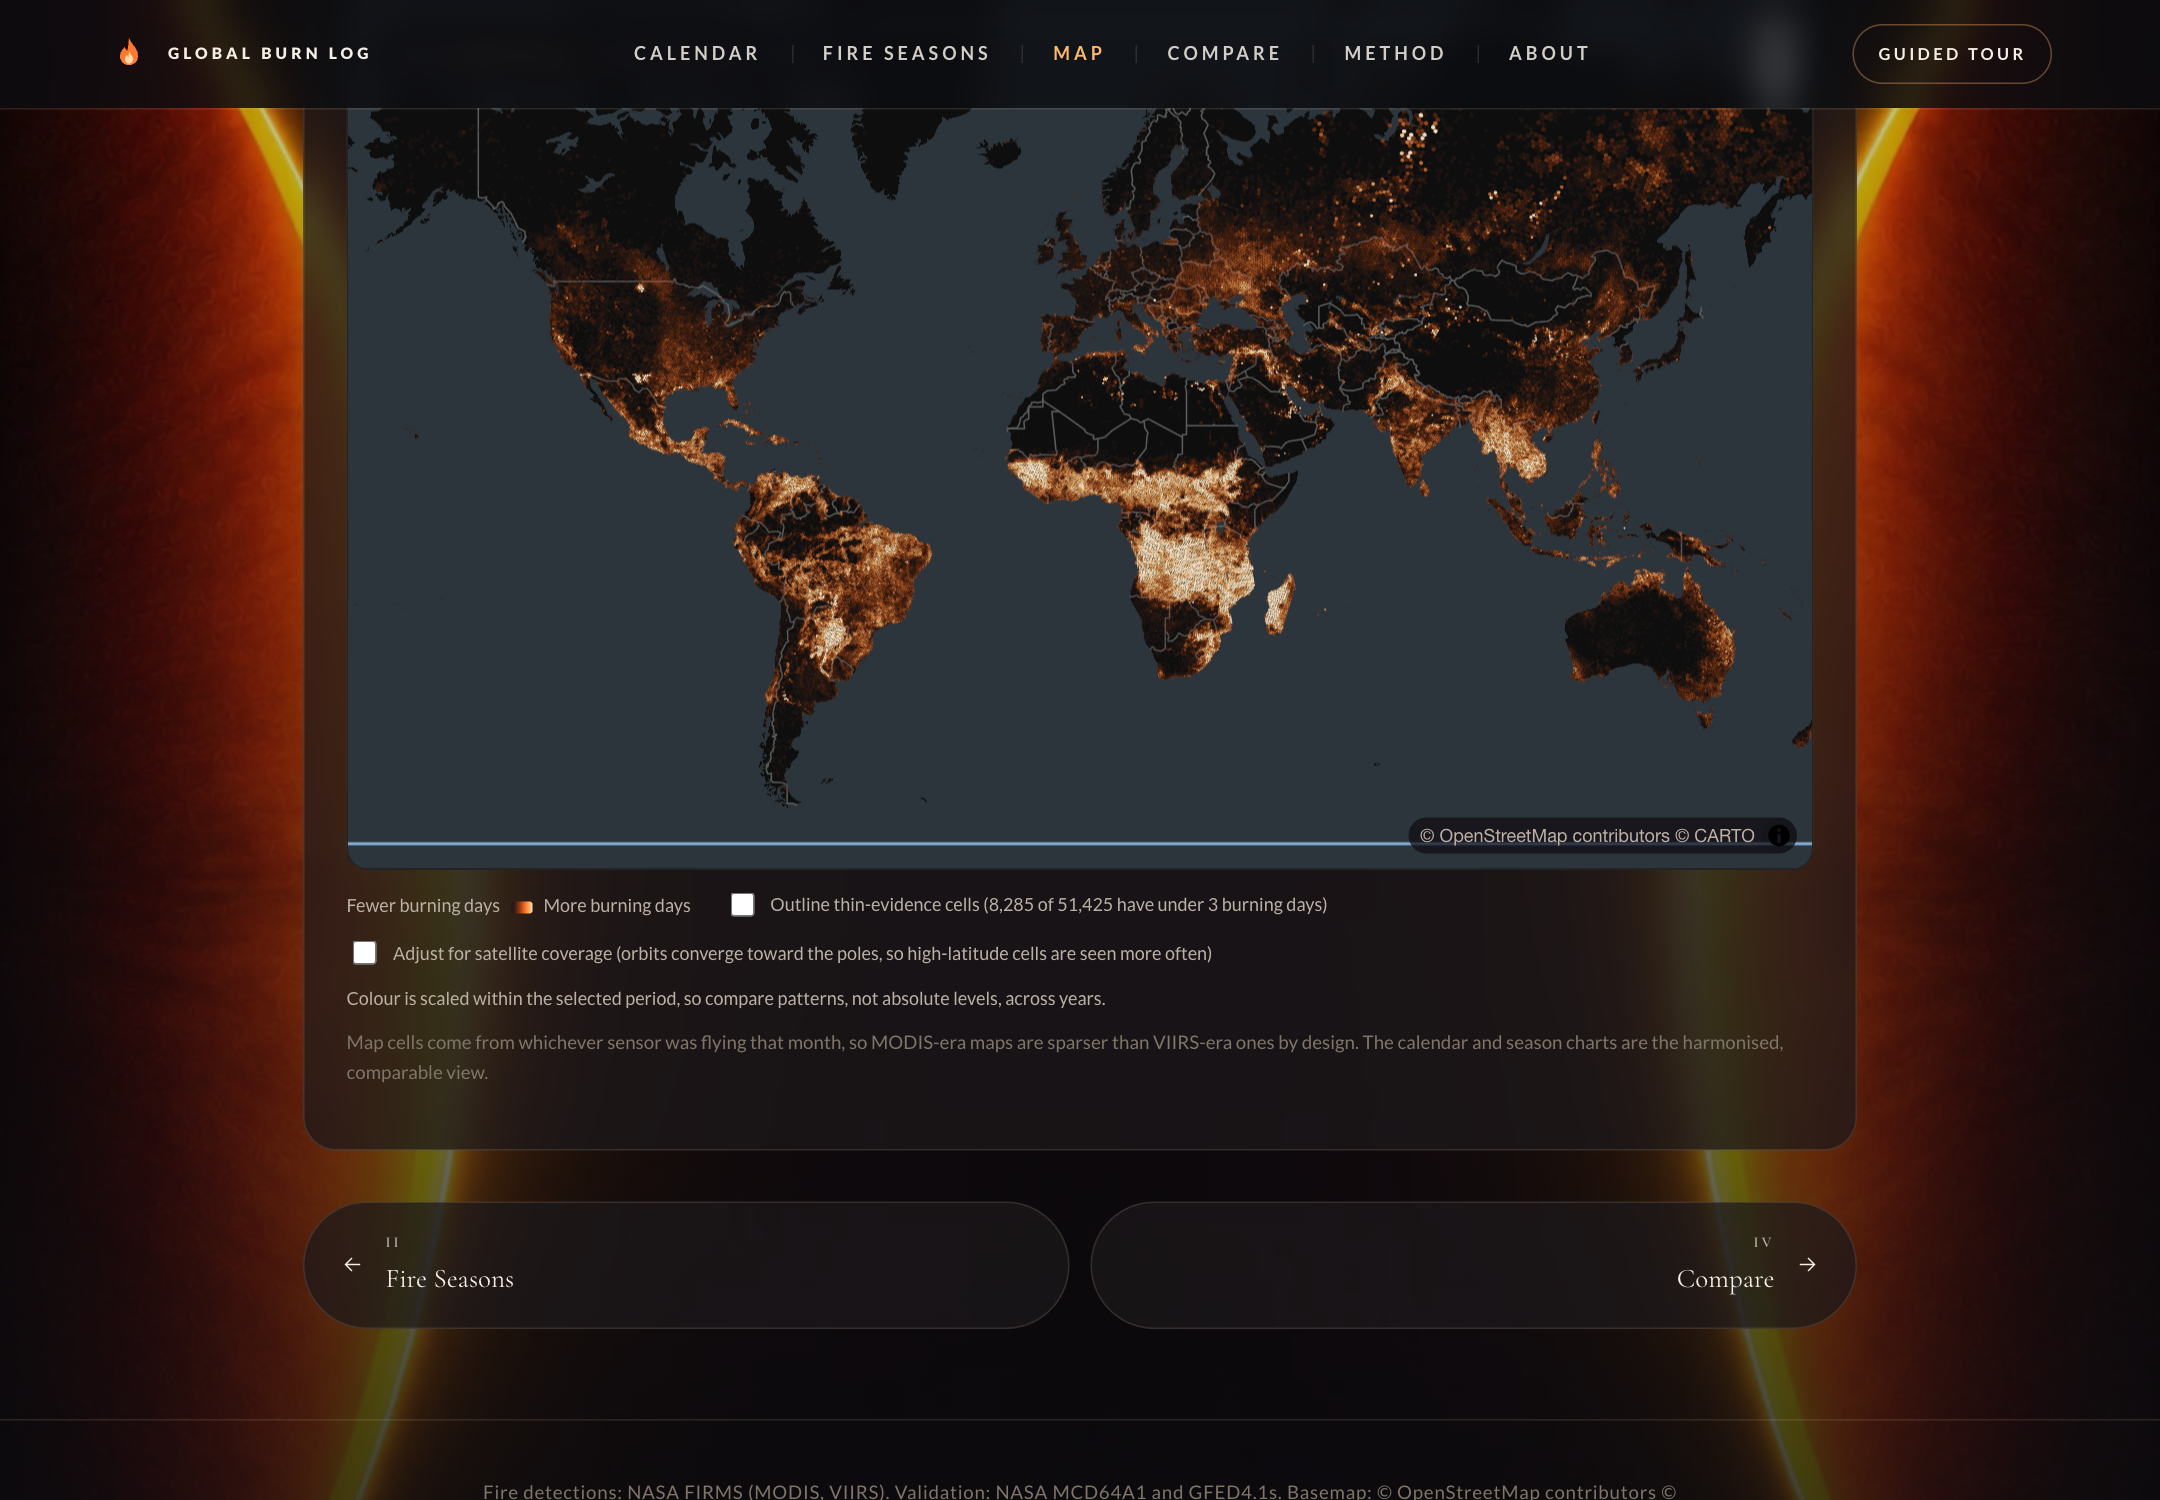 GLOBAL BURN LOG
CALENDAR
FIRE SEASONS
MAP
COMPARE
METHOD
ABOUT
GUIDED TOUR
© OpenStreetMap contributors © CARTO
Fewer burning days
More burning days
Outline thin-evidence cells (8,285 of 51,425 have under 3 burning days)
Adjust for satellite coverage (orbits converge toward the poles, so high-latitude cells are seen more often)
Colour is scaled within the selected period, so compare patterns, not absolute levels, across years.
Map cells come from whichever sensor was flying that month, so MODIS-era maps are sparser than VIIRS-era ones by design. The calendar and season charts are the harmonised,
comparable view.
II
← Fire Seasons
IV
Compare →
Fire detections: NASA FIRMS (MODIS, VIIRS). Validation: NASA MCD64A1 and GFED4.1s. Basemap: © OpenStreetMap contributors ©